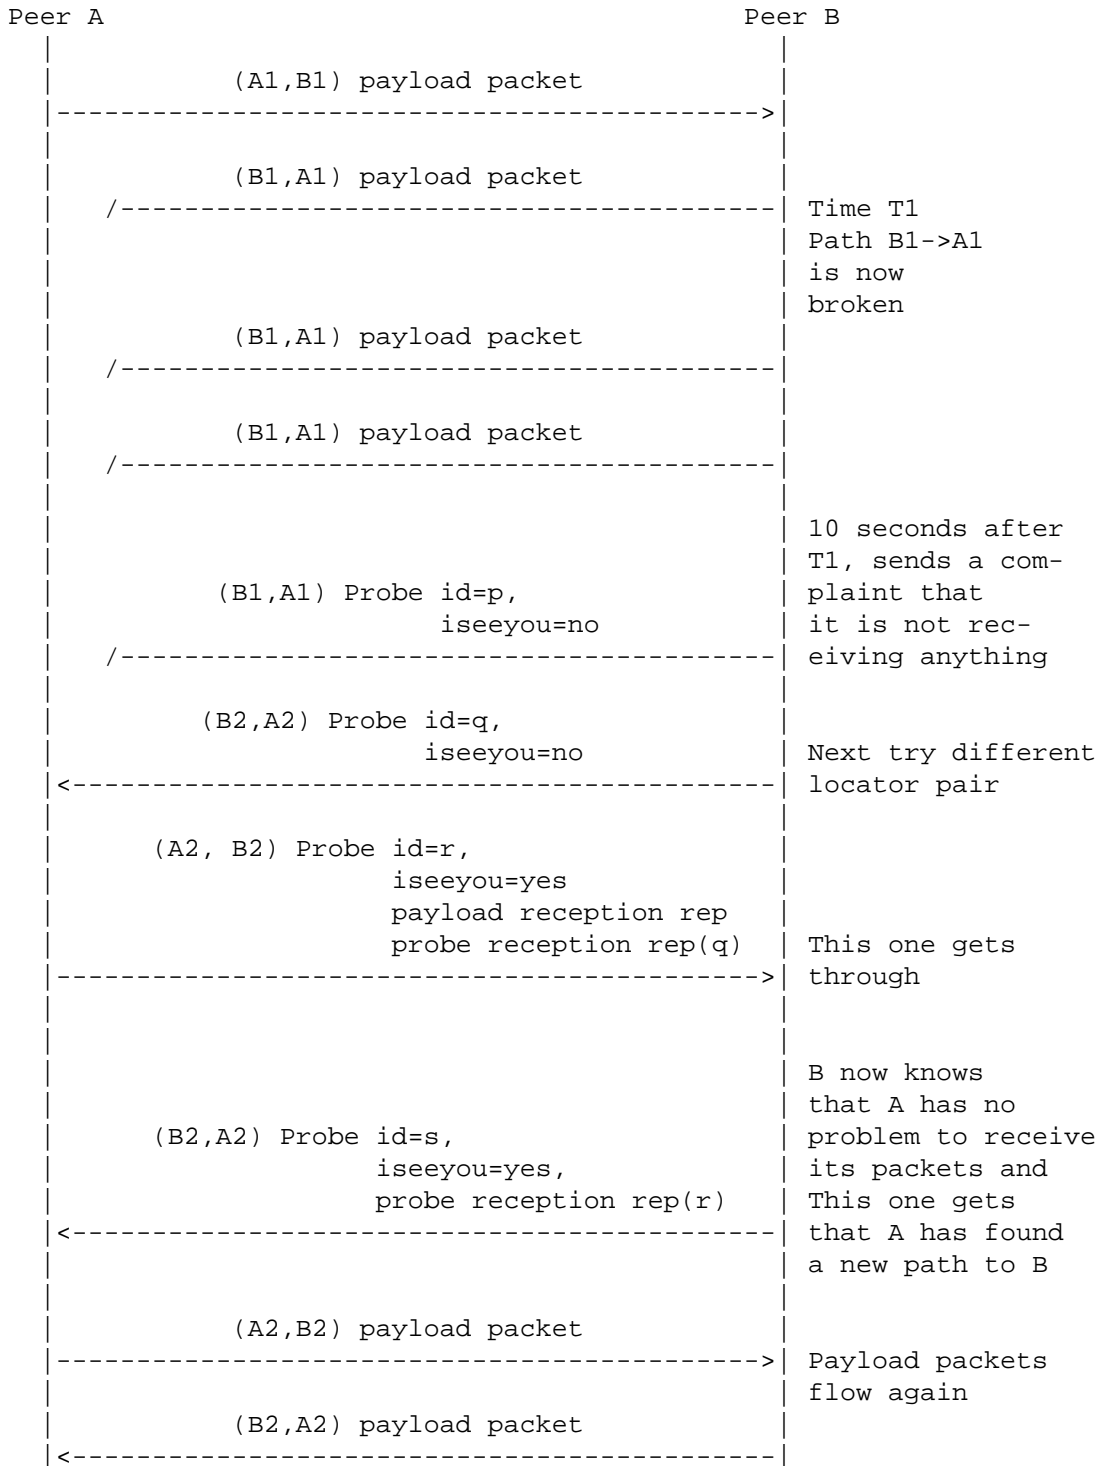 Peer A Peer B
(A1,B1) payload packet
(B1,A1) payload packet
Time T1
Path B1->A1
is now
broken
(B1,A1) payload packet
(B1,A1) payload packet
10 seconds after
T1, sends a com-
(B1,A1) Probe id=p, plaint that
iseeyou=no it is not rec-
eiving anything
(B2,A2) Probe id=q,
iseeyou=no Next try different
locator pair
(A2, B2) Probe id=r,
iseeyou=yes
payload reception rep
probe reception rep(q) This one gets
through
B now knows
that A has no
(B2,A2) Probe id=s, problem to receive
iseeyou=yes, its packets and
probe reception rep(r) This one gets
that A has found
a new path to B
(A2,B2) payload packet
Payload packets
flow again
(B2,A2) payload packet